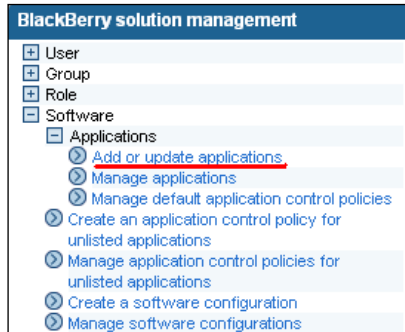 BlackBerry solution management
User
Group
Role
Software
Applications
Add or update applications
Manage applications
Manage default application control policies
Create an application control policy for
unlisted applications
Manage application control policies for
unlisted applications
Create a software configuration
Manage software configurations